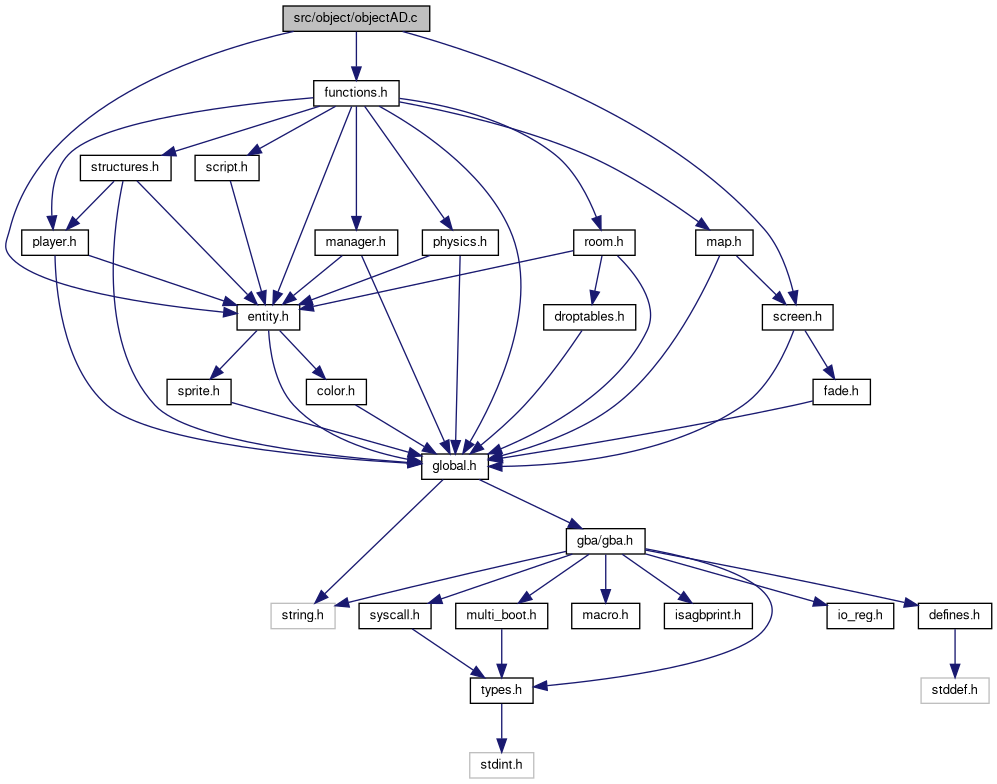 src/object/objectAD.c
functions.h
structures.h
script.h
player.h
manager.h
physics.h
room.h
map.h
entity.h
droptables.h
screen.h
sprite.h
color.h
fade.h
global.h
gba/gba.h
string.h
syscall.h
multi_boot.h
macro.h
isagbprint.h
io_reg.h
defines.h
types.h
stddef.h
stdint.h